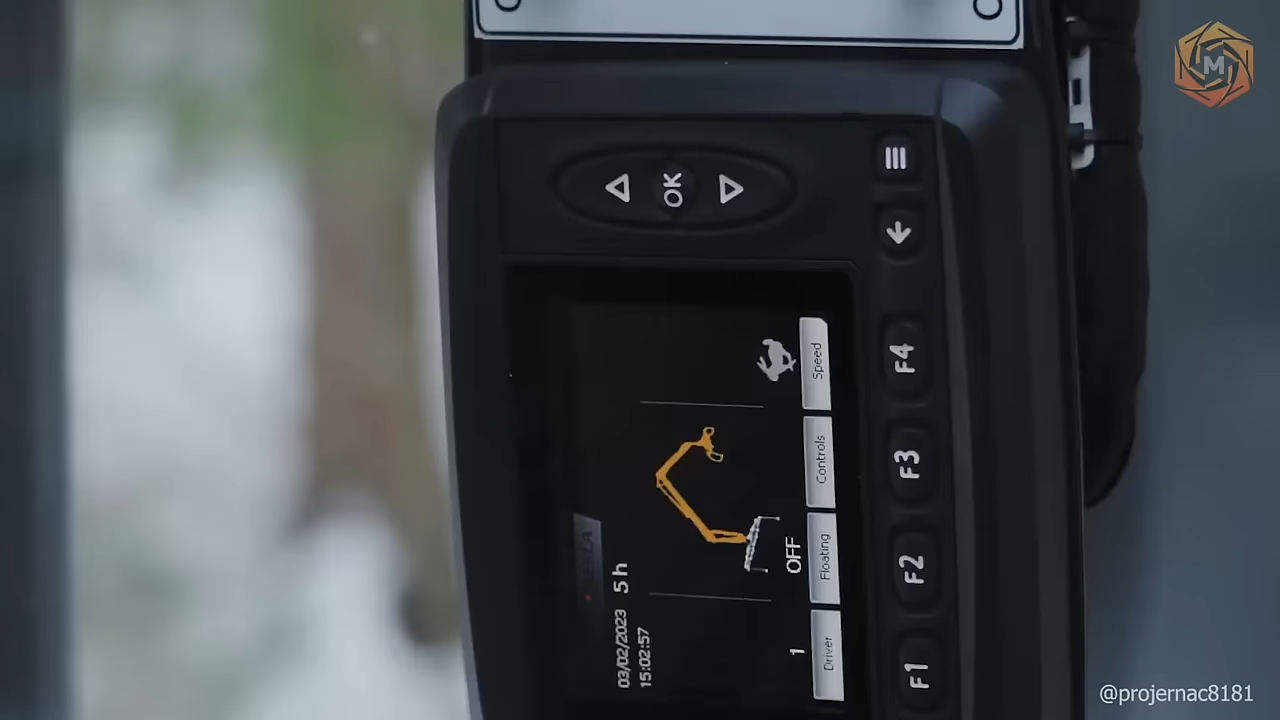 03/02/2023 5 h
15:02:57
1
OFF
Driver
Floating
Controls
Speed
F1
F2
F3
F4
OK
M
@projernac8181